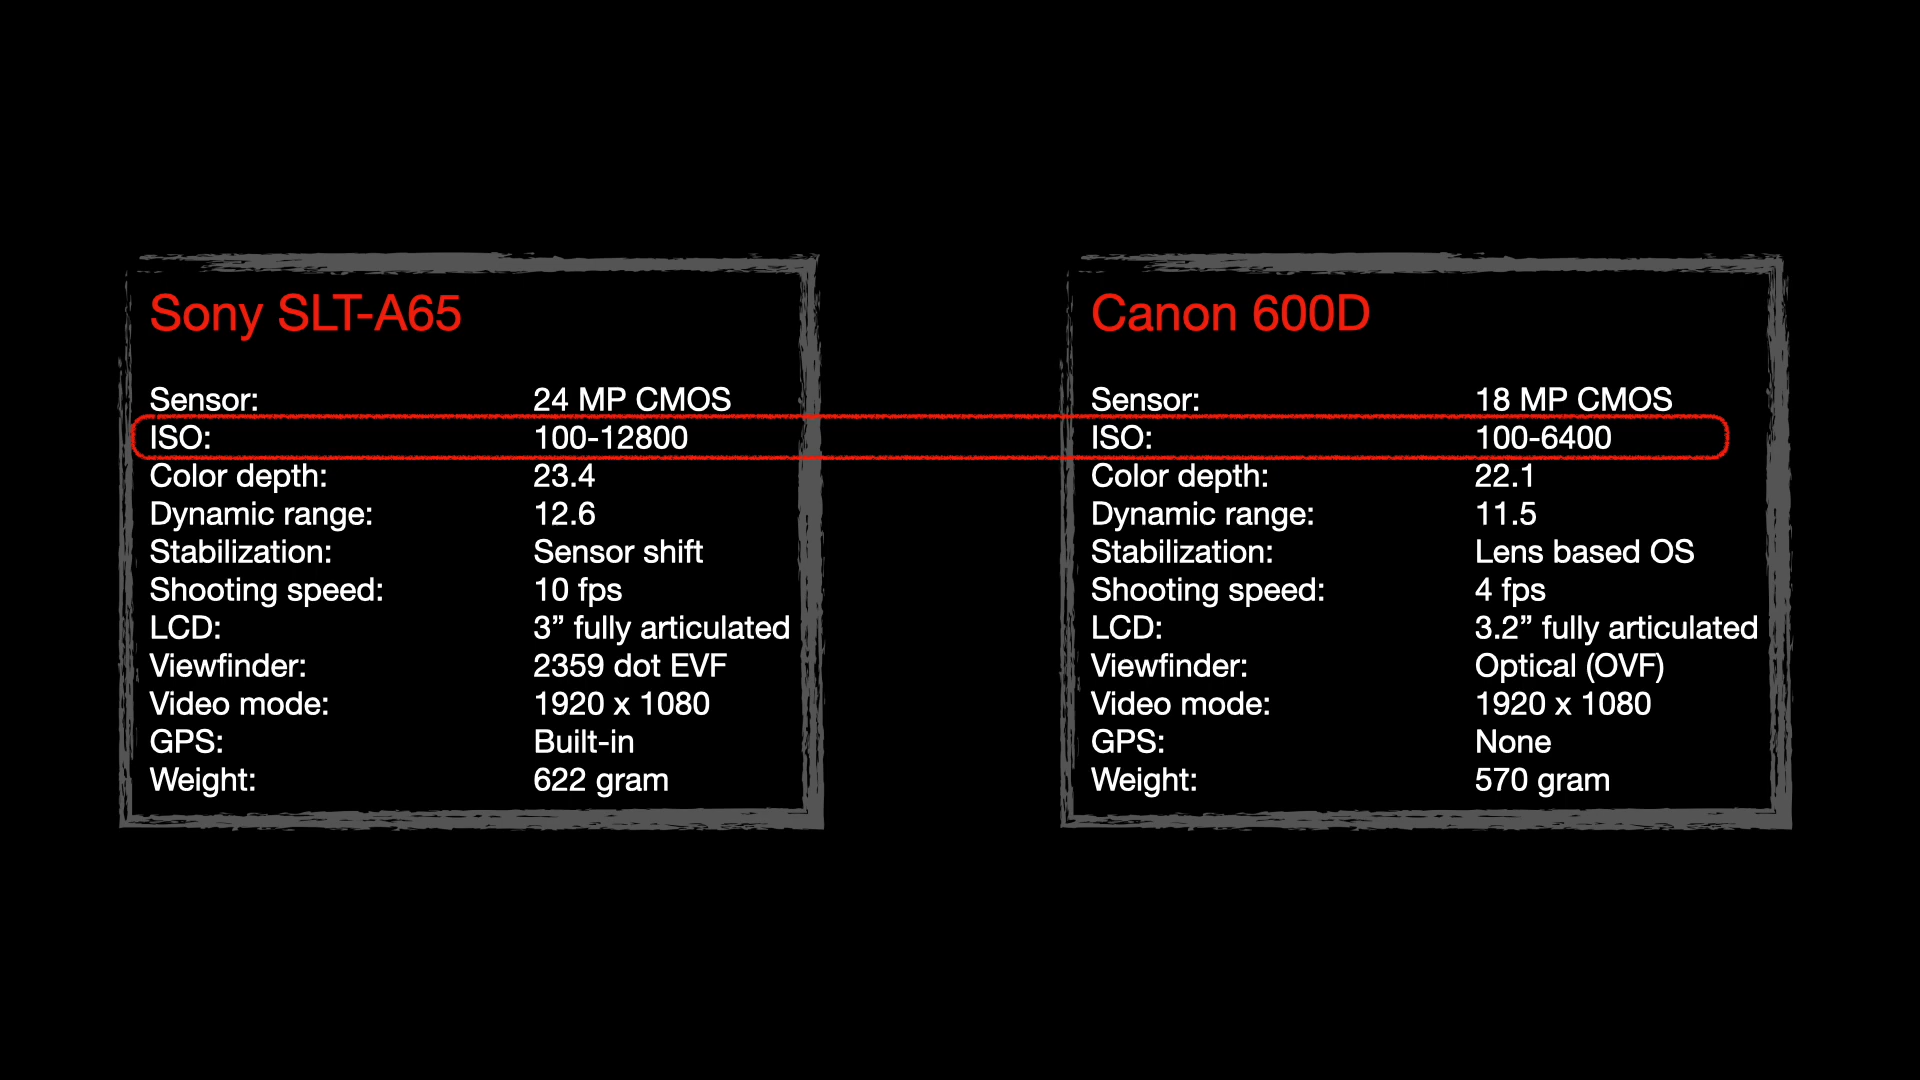 Sony SLT-A65
Sensor: 24 MP CMOS
ISO: 100-12800
Color depth: 23.4
Dynamic range: 12.6
Stabilization: Sensor shift
Shooting speed: 10 fps
LCD: 3” fully articulated
Viewfinder: 2359 dot EVF
Video mode: 1920 x 1080
GPS: Built-in
Weight: 622 gram
Canon 600D
Sensor: 18 MP CMOS
ISO: 100-6400
Color depth: 22.1
Dynamic range: 11.5
Stabilization: Lens based OS
Shooting speed: 4 fps
LCD: 3.2” fully articulated
Viewfinder: Optical (OVF)
Video mode: 1920 x 1080
GPS: None
Weight: 570 gram